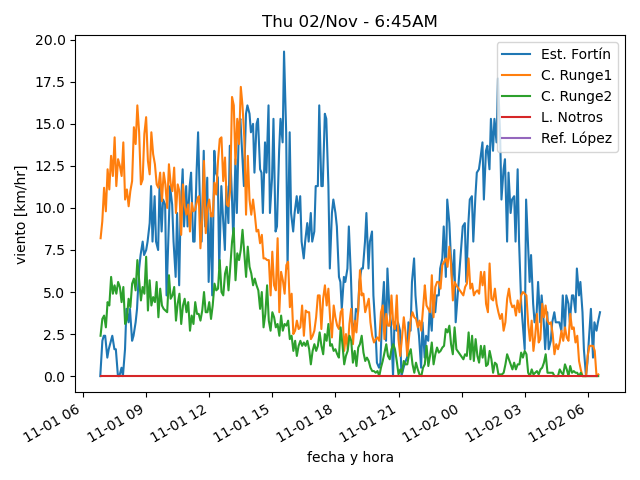 Thu 02/Nov - 6:45AM
20.0
17.5
15.0
12.5
10.0
7.5
5.0
2.5
0.0
viento [km/hr]
Est. Fortín
C. Runge1
C. Runge2
L. Notros
Ref. López
11-01 06
11-01 09
11-01 12
11-01 15
11-01 18
11-01 21
11-02 00
11-02 03
11-02 06
fecha y hora